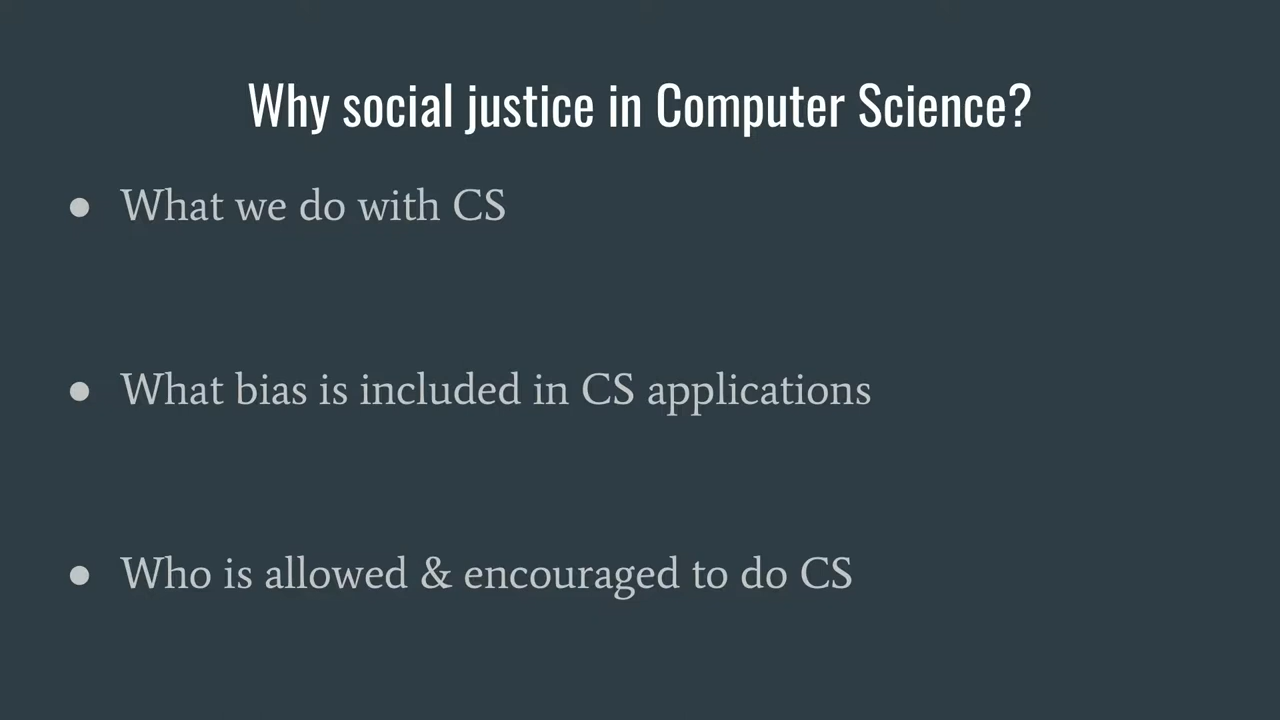 Why social justice in Computer Science?
● What we do with CS
● What bias is included in CS applications
● Who is allowed & encouraged to do CS